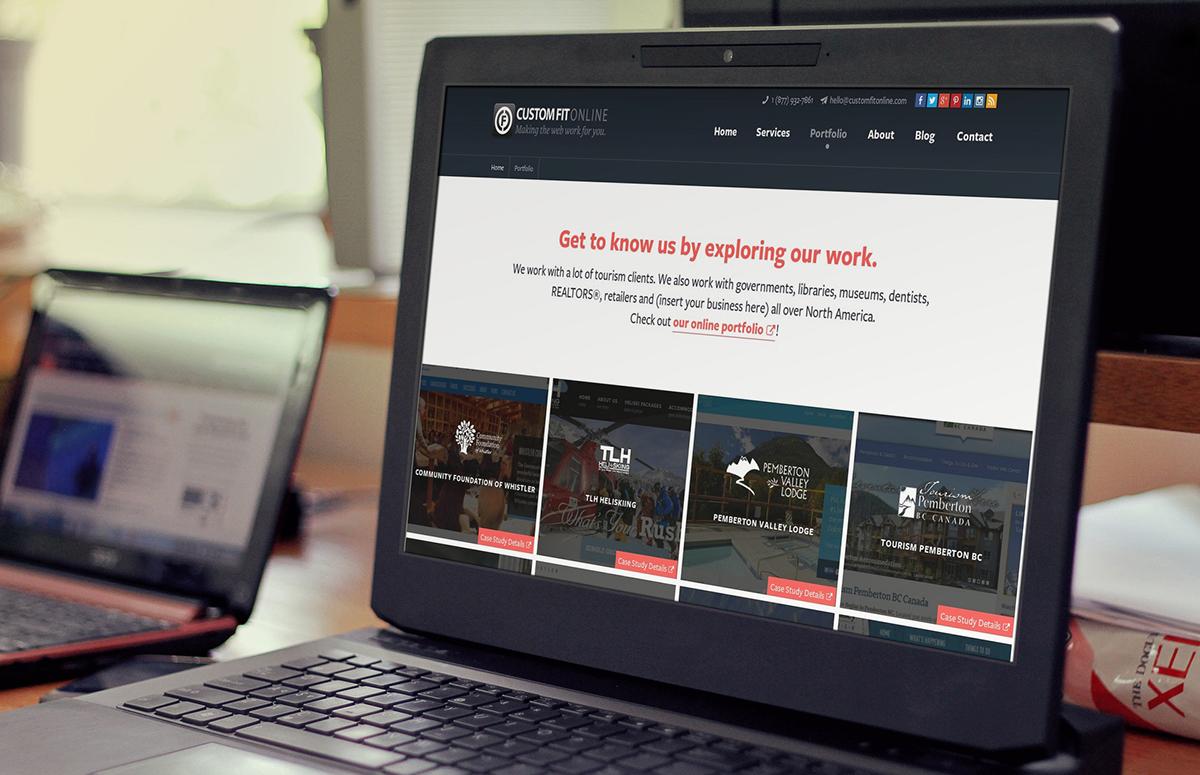 1 (877) 932-7861 hello@customfitonline.com
CUSTOM FIT ONLINE
Making the web work for you.
Home Services Portfolio About Blog Contact
Home Portfolio
Get to know us by exploring our work.
We work with a lot of tourism clients. We also work with governments, libraries, museums, dentists,
REALTORS®, retailers and (insert your business here) all over North America.
Check out our online portfolio!
Community
Foundation
of Whistler
COMMUNITY FOUNDATION OF WHISTLER
Case Study Details
HOME ABOUT US HELISKI PACKAGES
TLH
HELISKIING
TLH HELISKIING
What's Your Rush
Case Study Details
PEMBERTON
VALLEY
LODGE
PEMBERTON VALLEY LODGE
Case Study Details
BC CANADA
Tourism
Pemberton
BC CANADA
TOURISM PEMBERTON BC
Pemberton BC Canada
Case Study Details
HOME WHAT'S HAPPENING THINGS TO DO
THE DOCU
XE